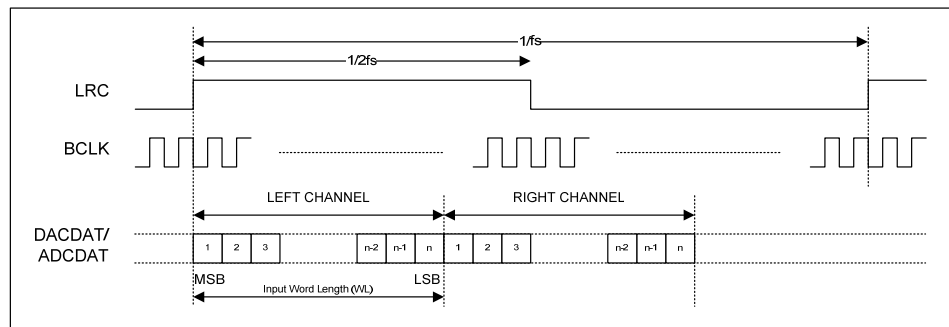 1/fs
1/2fs
LRC
BCLK
LEFT CHANNEL RIGHT CHANNEL
DACDAT/
ADCDAT
1 2 3 n-2 n-1 n 1 2 3 n-2 n-1 n
MSB LSB
Input Word Length (WL)